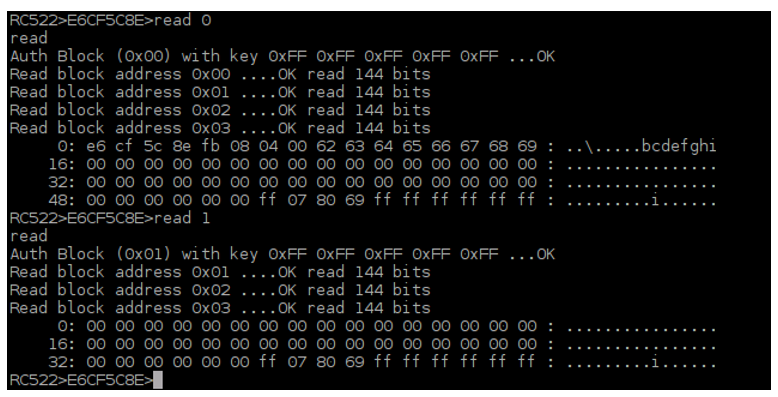 RC522>E6CF5C8E>read 0
read
Auth Block (0x00) with key 0xFF 0xFF 0xFF 0xFF 0xFF ...OK
Read block address 0x00 ....OK read 144 bits
Read block address 0x01 ....OK read 144 bits
Read block address 0x02 ....OK read 144 bits
Read block address 0x03 ....OK read 144 bits
0: e6 cf 5c 8e fb 08 04 00 62 63 64 65 66 67 68 69 : ..\.....bcdefghi
16: 00 00 00 00 00 00 00 00 00 00 00 00 00 00 00 00 : ................
32: 00 00 00 00 00 00 00 00 00 00 00 00 00 00 00 00 : ................
48: 00 00 00 00 00 00 ff 07 80 69 ff ff ff ff ff ff : .........i......
RC522>E6CF5C8E>read 1
read
Auth Block (0x01) with key 0xFF 0xFF 0xFF 0xFF 0xFF ...OK
Read block address 0x01 ....OK read 144 bits
Read block address 0x02 ....OK read 144 bits
Read block address 0x03 ....OK read 144 bits
0: 00 00 00 00 00 00 00 00 00 00 00 00 00 00 00 00 : ................
16: 00 00 00 00 00 00 00 00 00 00 00 00 00 00 00 00 : ................
32: 00 00 00 00 00 00 ff 07 80 69 ff ff ff ff ff ff : .........i......
RC522>E6CF5C8E>